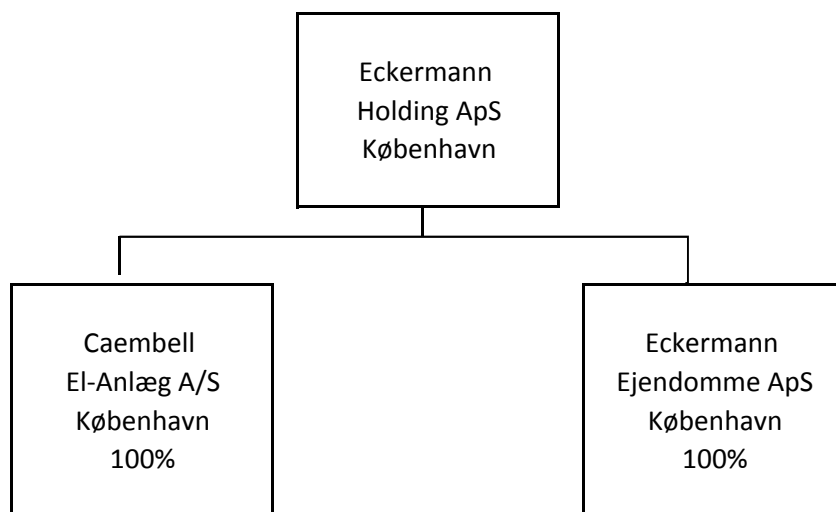 Eckermann
Holding ApS
København
Caembell
El-Anlæg A/S
København
100%
Eckermann
Ejendomme ApS
København
100%